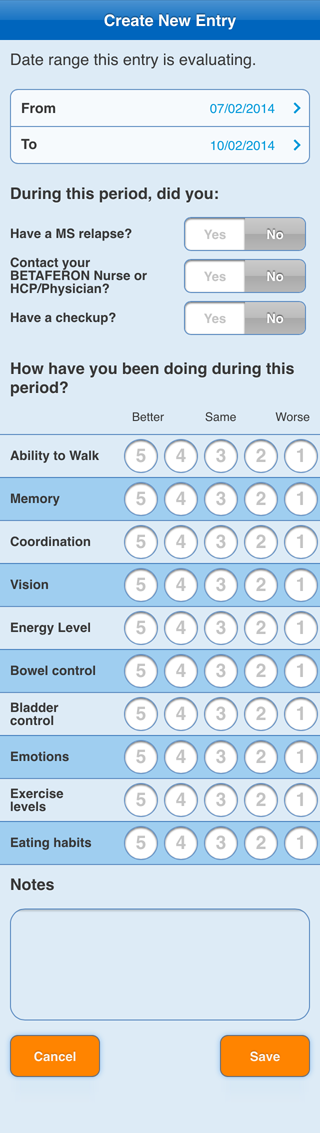 Create New Entry
Date range this entry is evaluating.
From 07/02/2014
To 10/02/2014
During this period, did you:
Have a MS relapse? Yes No
Contact your
BETAFERON Nurse or
HCP/Physician? Yes No
Have a checkup? Yes No
How have you been doing during this
period?
Better Same Worse
Ability to Walk 5 4 3 2 1
Memory 5 4 3 2 1
Coordination 5 4 3 2 1
Vision 5 4 3 2 1
Energy Level 5 4 3 2 1
Bowel control 5 4 3 2 1
Bladder
control 5 4 3 2 1
Emotions 5 4 3 2 1
Exercise
levels 5 4 3 2 1
Eating habits 5 4 3 2 1
Notes
Cancel Save